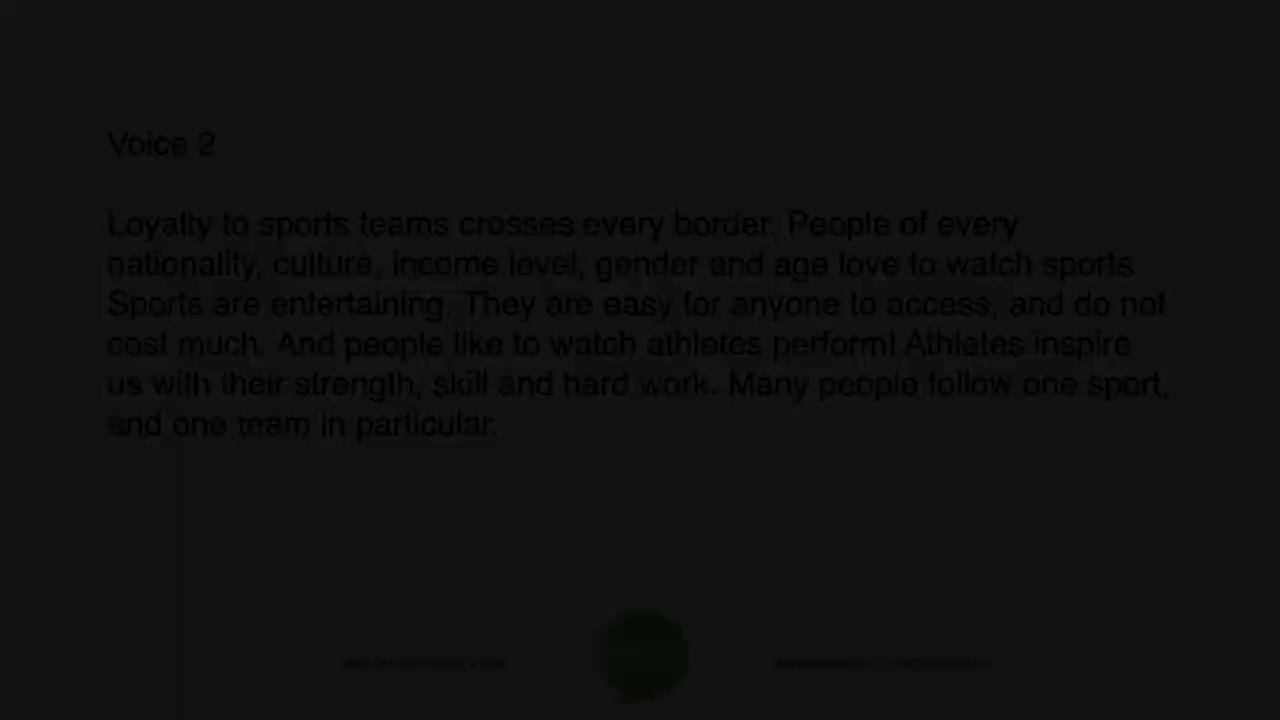 Voice 2
Loyalty to sports teams crosses every border. People of every
nationality, culture, income level, gender and age love to watch sports.
Sports are entertaining. They are easy for anyone to access, and do not
cost much. And people like to watch athletes perform! Athletes inspire
us with their strength, skill and hard work. Many people follow one sport,
and one team in particular.